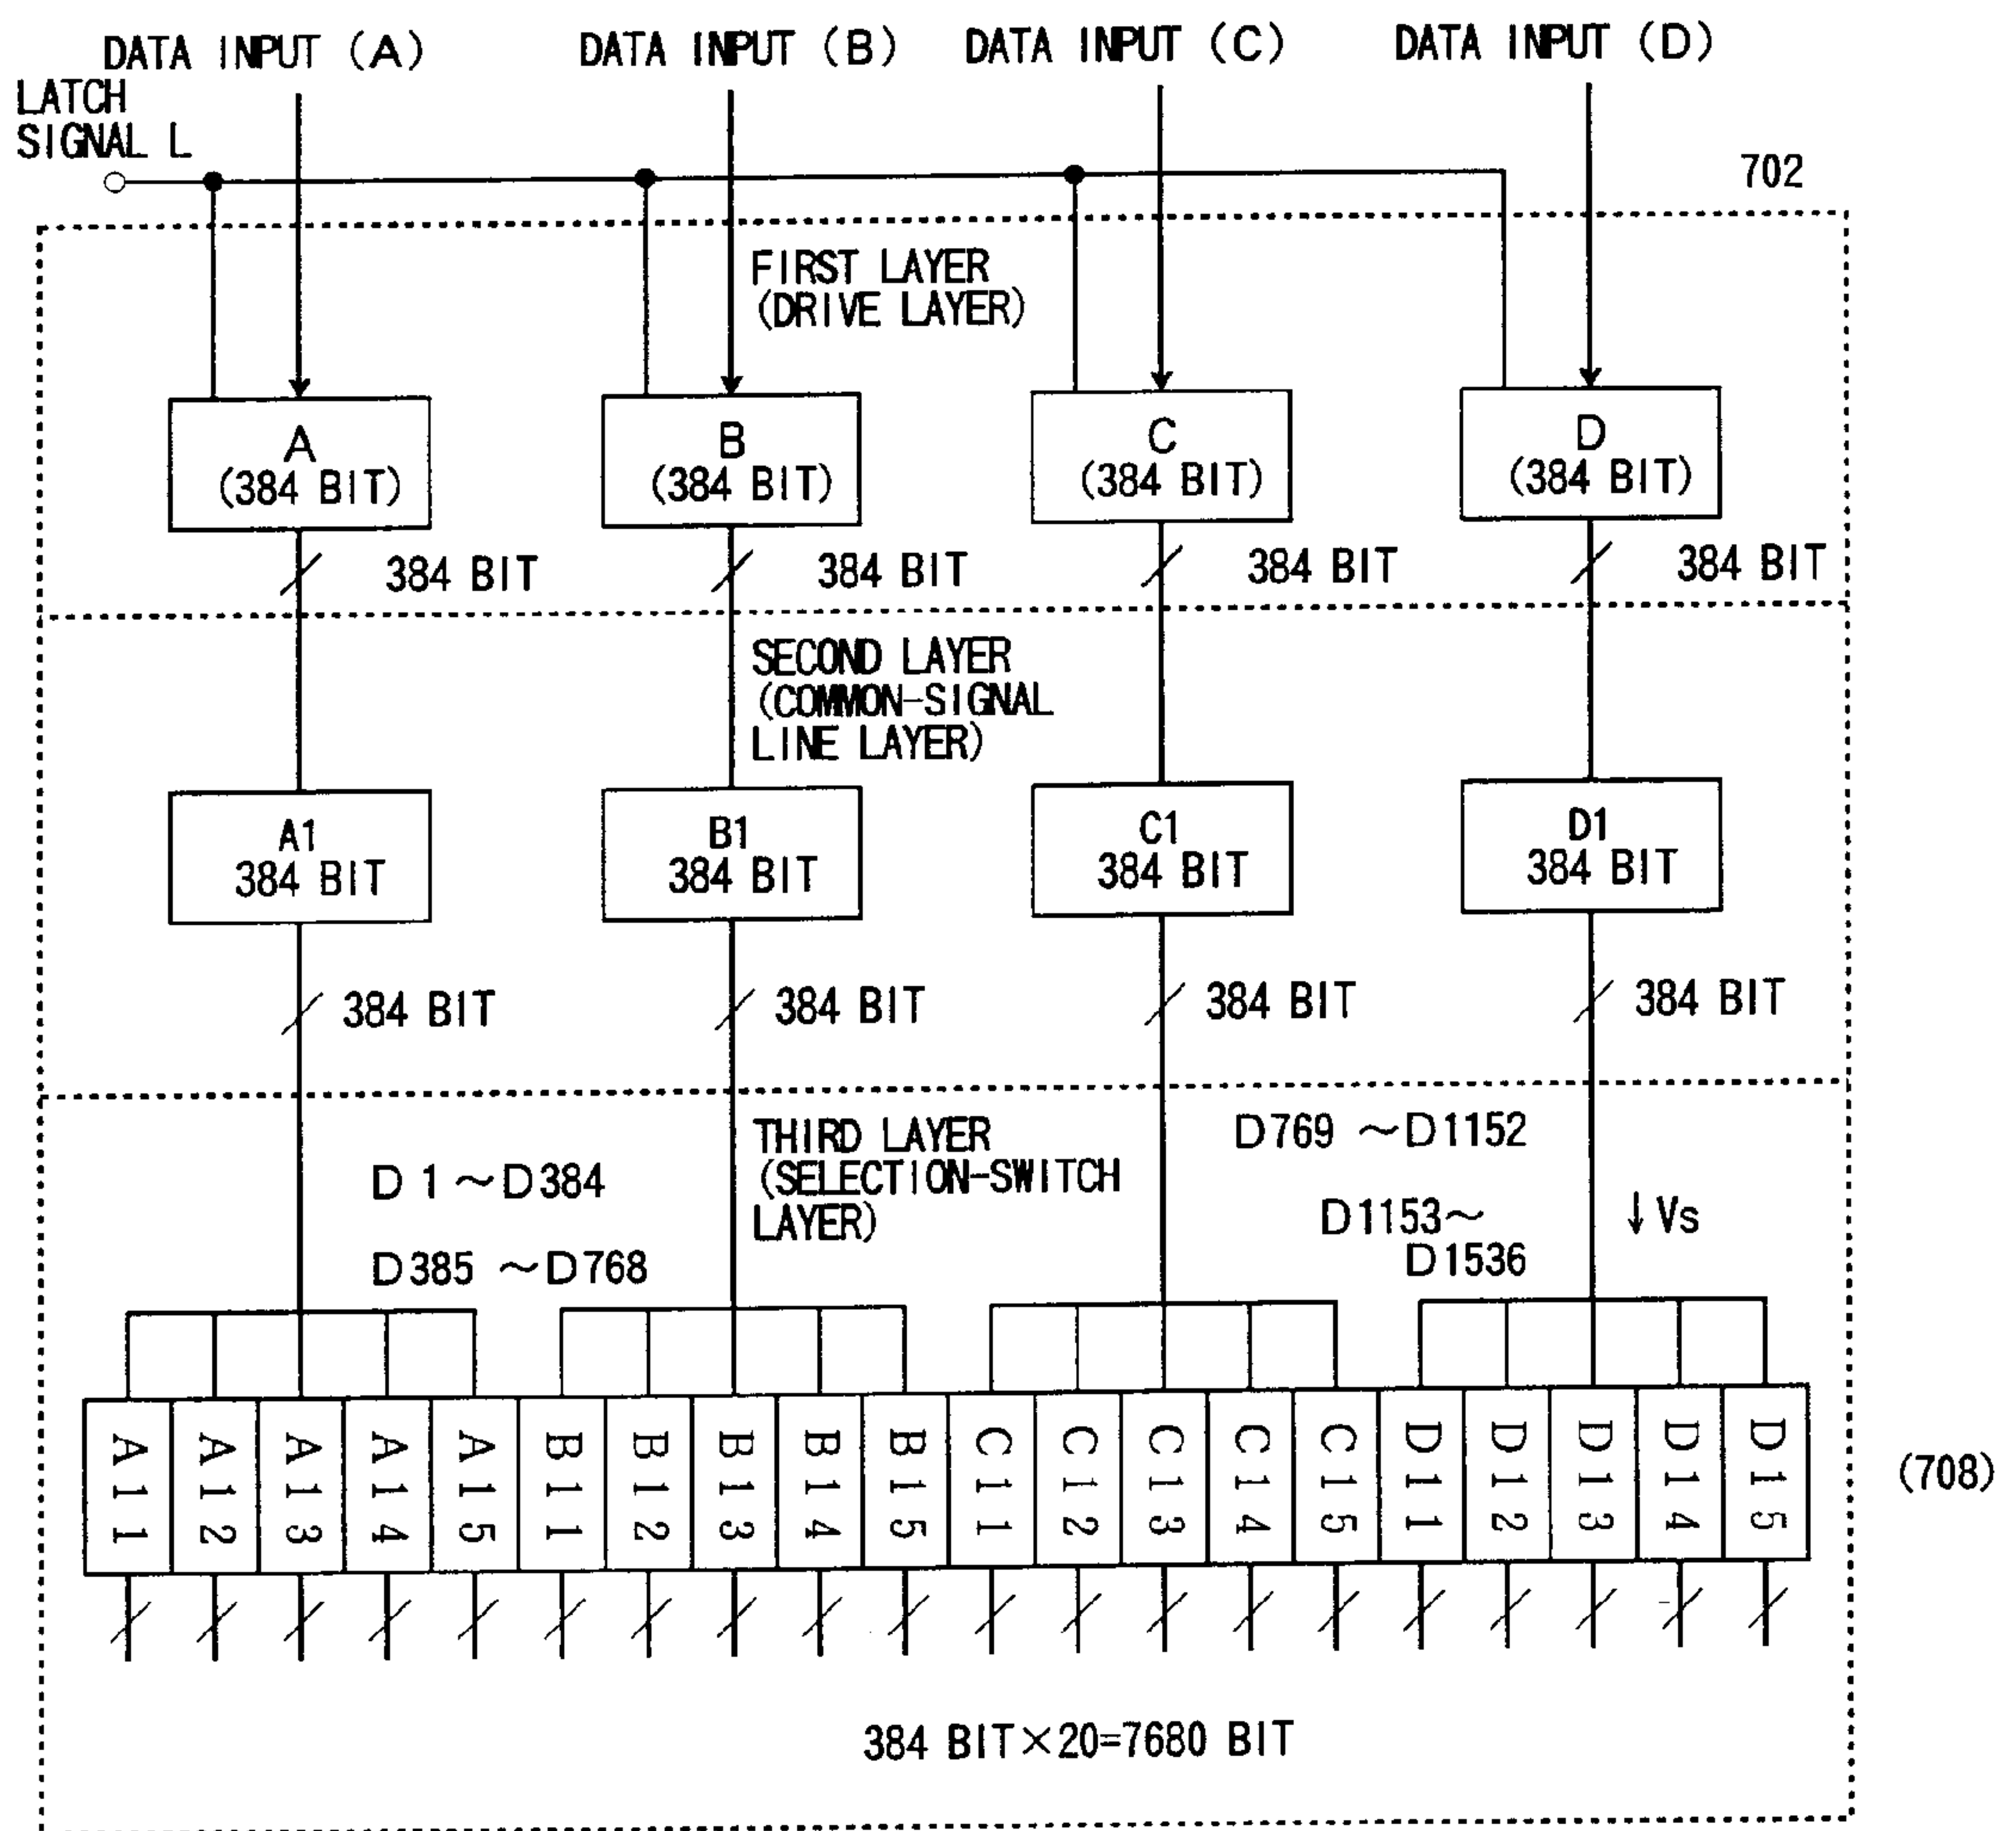 DATA INPUT (A)
DATA INPUT (B)
DATA INPUT (C)
DATA INPUT (D)
LATCH
SIGNAL L
702
FIRST LAYER
(DRIVE LAYER)
A
(384 BIT)
B
(384 BIT)
C
(384 BIT)
D
(384 BIT)
384 BIT
384 BIT
384 BIT
384 BIT
SECOND LAYER
(COMMON-SIGNAL
LINE LAYER)
A1
384 BIT
B1
384 BIT
C1
384 BIT
D1
384 BIT
384 BIT
384 BIT
384 BIT
384 BIT
THIRD LAYER
(SELECTION-SWITCH
LAYER)
D 1 ～D384
D385 ～D768
D769 ～D1152
D1153～
D1536
↓Vs
A11
A12
A13
A14
A15
B11
B12
B13
B14
B15
C11
C12
C13
C14
C15
D11
D12
D13
D14
D15
(708)
384 BIT×20=7680 BIT